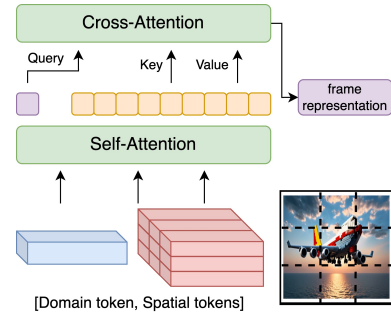 Cross-Attention
Query
Key
Value
frame
representation
Self-Attention
[Domain token, Spatial tokens]